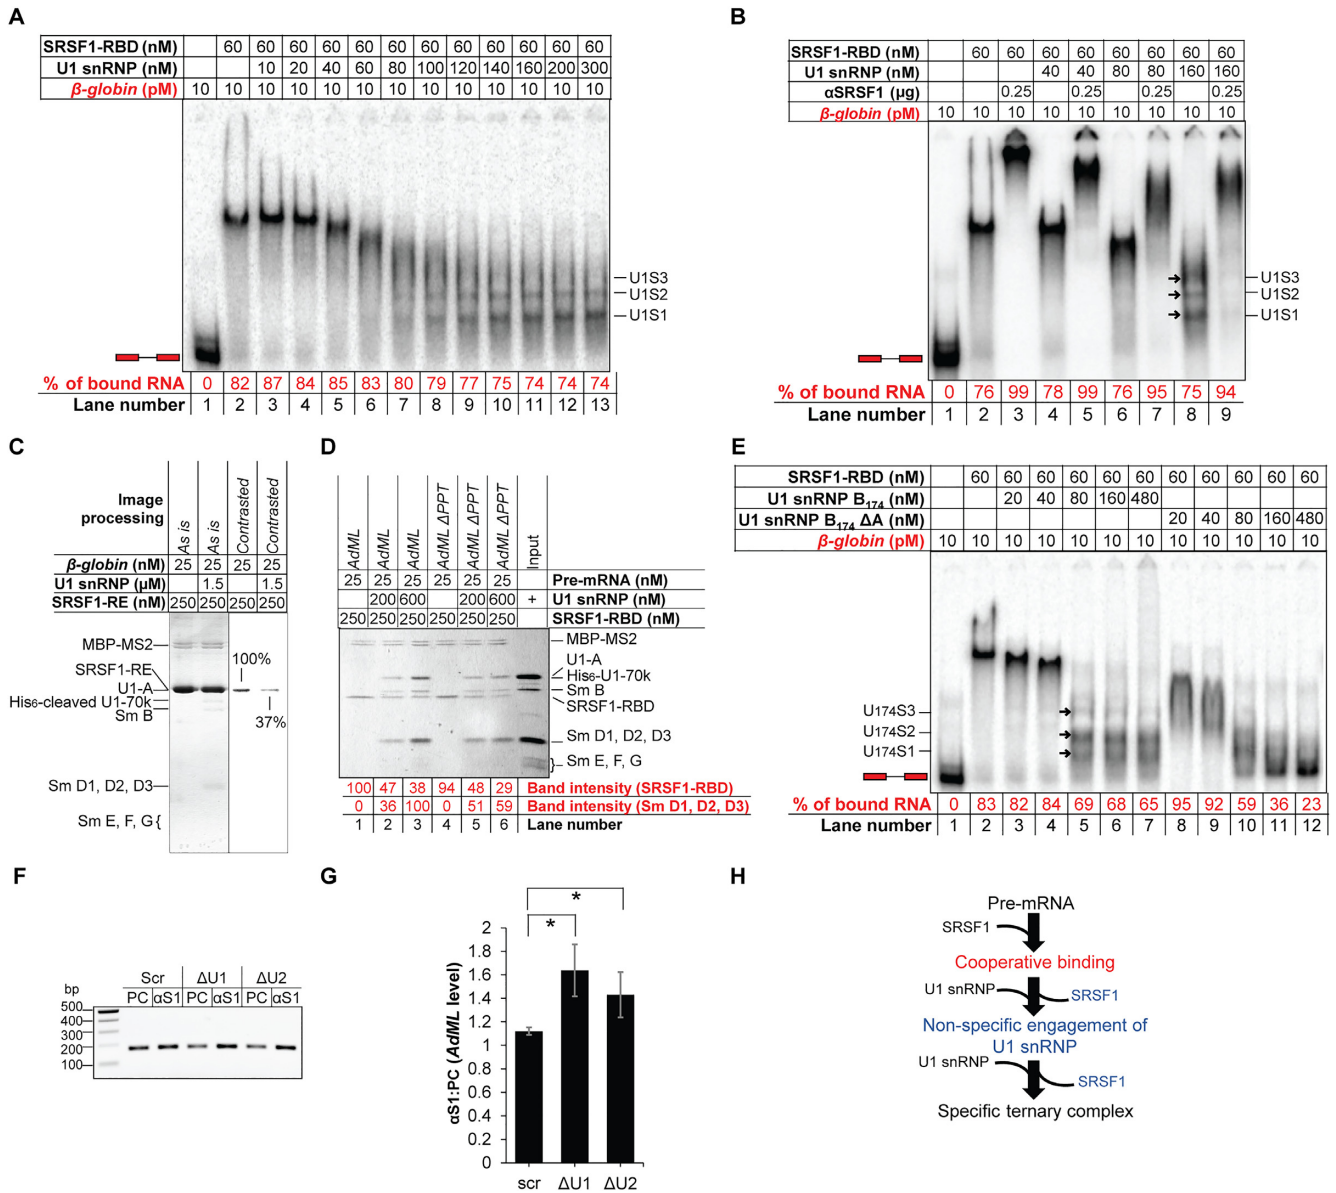 A
SRSF1-RBD (nM) 60 60 60 60 60 60 60 60 60 60 60 60
U1 snRNP (nM) 10 20 40 60 80 100 120 140 160 200 300
β-globin (pM) 10 10 10 10 10 10 10 10 10 10 10 10 10
U1S3
U1S2
U1S1
% of bound RNA 0 82 87 84 85 83 80 79 77 75 74 74 74
Lane number 1 2 3 4 5 6 7 8 9 10 11 12 13
B
SRSF1-RBD (nM) 60 60 60 60 60 60 60 60
U1 snRNP (nM) 40 40 80 80 160 160
αSRSF1 (μg) 0.25 0.25 0.25 0.25
β-globin (pM) 10 10 10 10 10 10 10 10 10
U1S3
U1S2
U1S1
% of bound RNA 0 76 99 78 99 76 95 75 94
Lane number 1 2 3 4 5 6 7 8 9
C
Image processing
As is As is Contrasted Contrasted
β-globin (nM) 25 25 25 25
U1 snRNP (μM) 1.5 1.5
SRSF1-RE (nM) 250 250 250 250
MBP-MS2
SRSF1-RE
U1-A
His6-cleaved U1-70k
Sm B
Sm D1, D2, D3
Sm E, F, G{
100%
37%
D
AdML AdML AdML AdML ΔPPT AdML ΔPPT AdML ΔPPT Input
25 25 25 25 25 25 Pre-mRNA (nM)
200 600 200 600 + U1 snRNP (nM)
250 250 250 250 250 250 SRSF1-RBD (nM)
MBP-MS2
U1-A
His6-U1-70k
Sm B
SRSF1-RBD
Sm D1, D2, D3
} Sm E, F, G
100 47 38 94 48 29 Band intensity (SRSF1-RBD)
0 36 100 0 51 59 Band intensity (Sm D1, D2, D3)
1 2 3 4 5 6 Lane number
E
SRSF1-RBD (nM) 60 60 60 60 60 60 60 60 60 60 60
U1 snRNP B174 (nM) 20 40 80 160 480
U1 snRNP B174 ΔA (nM) 20 40 80 160 480
β-globin (pM) 10 10 10 10 10 10 10 10 10 10 10 10
U174S3
U174S2
U174S1
% of bound RNA 0 83 82 84 69 68 65 95 92 59 36 23
Lane number 1 2 3 4 5 6 7 8 9 10 11 12
F
Scr ΔU1 ΔU2
bp PC αS1 PC αS1 PC αS1
500
400
300
200
100
G
αS1:PC (AdML level)
2
1.8
1.6
1.4
1.2
1
0.8
0.6
0.4
0.2
0
*
*
scr ΔU1 ΔU2
H
Pre-mRNA
SRSF1
Cooperative binding
U1 snRNP SRSF1
Non-specific engagement of
U1 snRNP
U1 snRNP SRSF1
Specific ternary complex